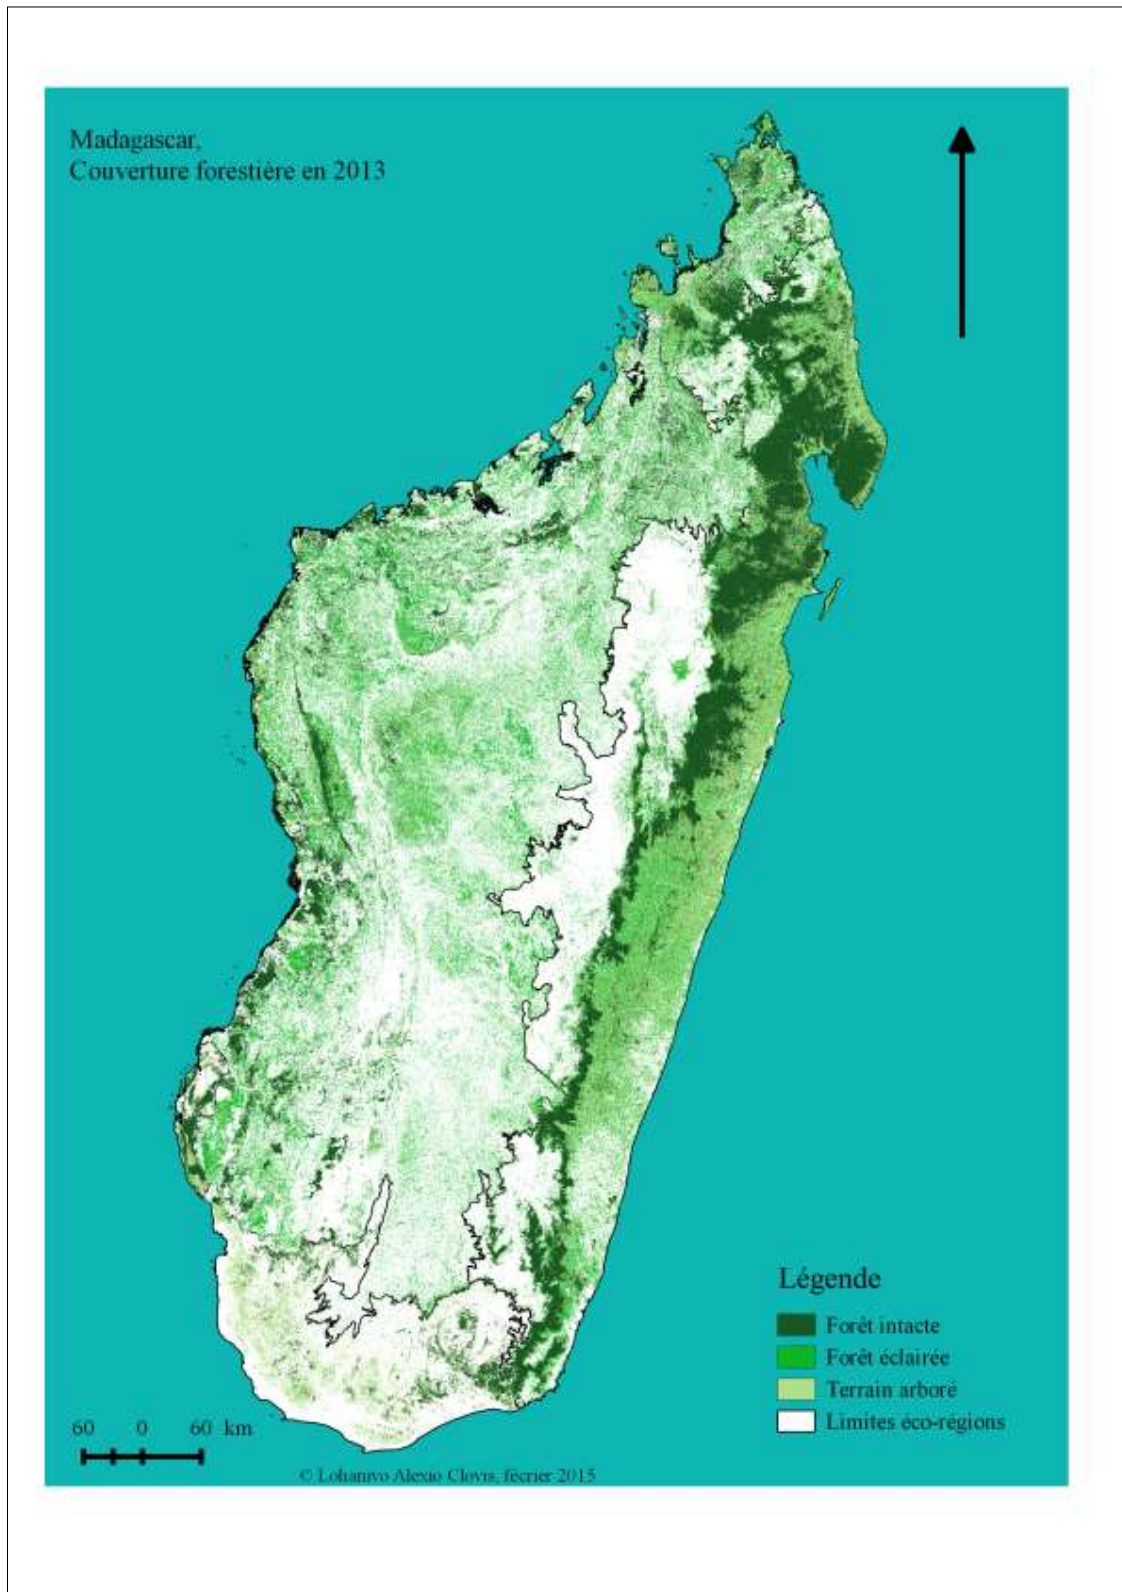 Madagascar,
Couverture forestière en 2013
Légende
Forêt intacte
Forêt éclairée
Terrain arboré
Limites éco-régions
60 0 60 km
© Lohanivo Alexio Clovis, fécrier 2015